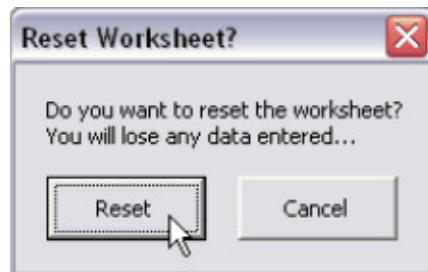 Reset Worksheet?
Do you want to reset the worksheet?
You will lose any data entered...
Reset Cancel